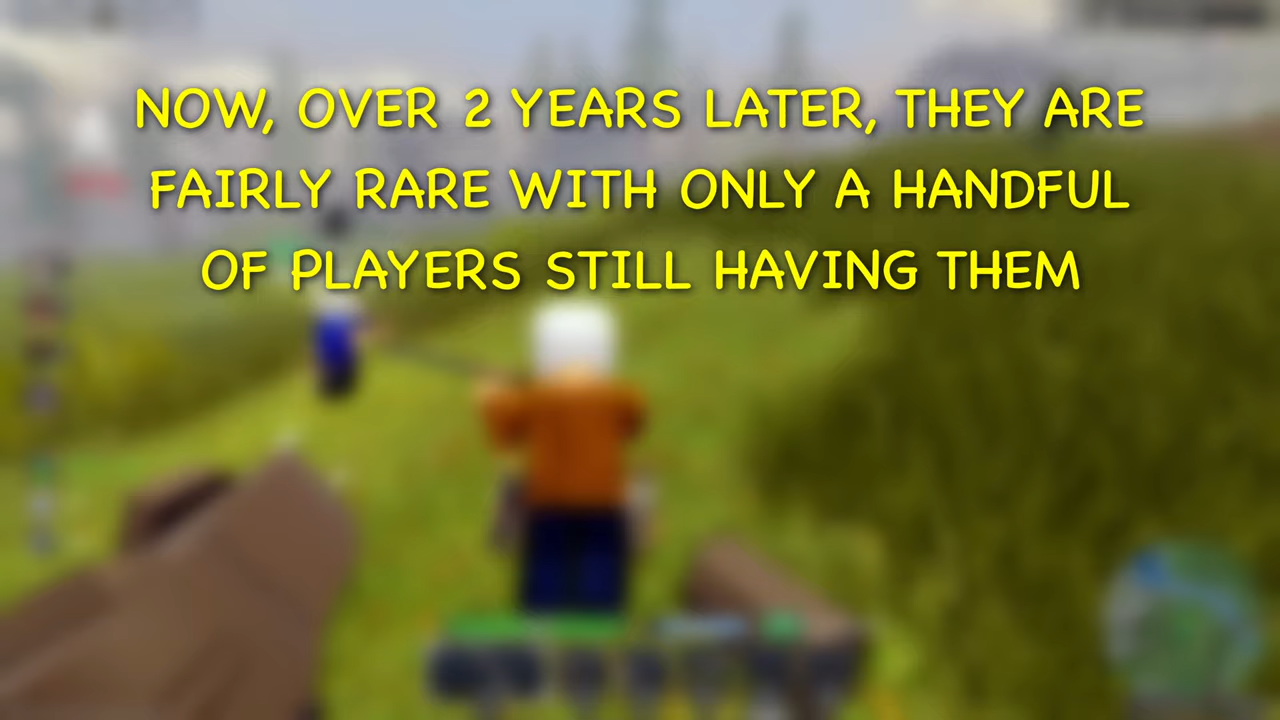 NOW, OVER 2 YEARS LATER, THEY ARE
FAIRLY RARE WITH ONLY A HANDFUL
OF PLAYERS STILL HAVING THEM